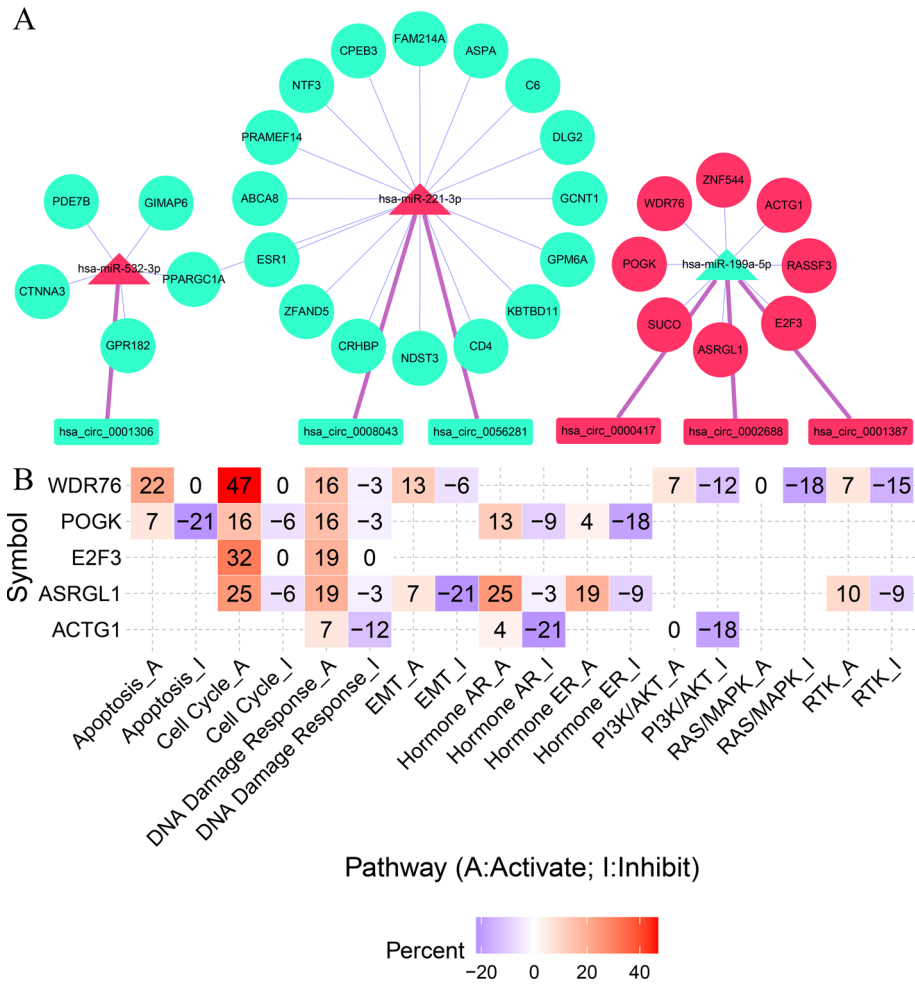 A
FAM214A
CPEB3
ASPA
NTF3
C6
PRAMEF14
DLG2
ZNF544
hsa-miR-221-3p
ABCA8
GCNT1
PDE7B
GIMAP6
WDR76
ACTG1
hsa-miR-532-3p
ESR1
GPM6A
POGK
hsa-miR-199a-5p
RASSF3
CTNNA3
PPARGC1A
ZFAND5
KBTBD11
SUCO
E2F3
GPR182
CRHBP
NDST3
CD4
ASRGL1
hsa_circ_0001306
hsa_circ_0008043
hsa_circ_0056281
hsa_circ_0000417
hsa_circ_0002688
hsa_circ_0001387
B
Symbol
WDR76 22 0 47 0 16 −3 13 −6 7 −12 0 −18 7 −15
POGK 7 −21 16 −6 16 −3 13 −9 4 −18
E2F3 32 0 19 0
ASRGL1 25 −6 19 −3 7 −21 25 −3 19 −9 10 −9
ACTG1 7 −12 4 −21 0 −18
Apoptosis_A
Apoptosis_I
Cell Cycle_A
Cell Cycle_I
DNA Damage Response_A
DNA Damage Response_I
EMT_A
EMT_I
Hormone AR_A
Hormone AR_I
Hormone ER_A
Hormone ER_I
PI3K/AKT_A
PI3K/AKT_I
RAS/MAPK_A
RAS/MAPK_I
RTK_A
RTK_I
Pathway (A:Activate; I:Inhibit)
Percent
−20 0 20 40